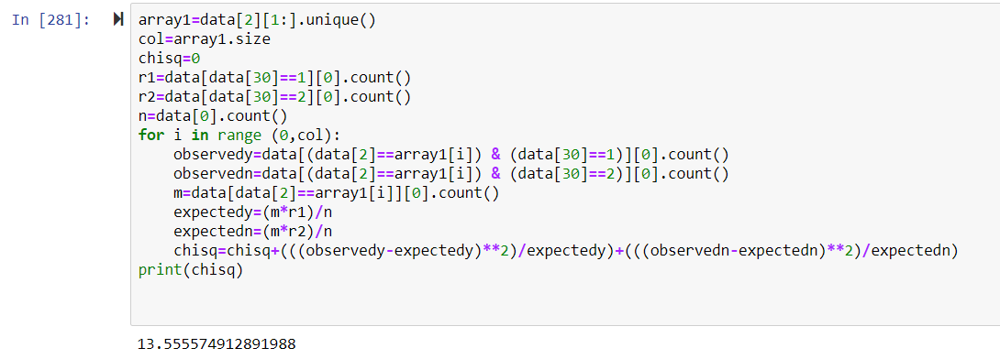 In [281]:
array1=data[2][1:].unique()
col=array1.size
chisq=0
r1=data[data[30]==1][0].count()
r2=data[data[30]==2][0].count()
n=data[0].count()
for i in range (0,col):
    observedy=data[(data[2]==array1[i]) & (data[30]==1)][0].count()
    observedn=data[(data[2]==array1[i]) & (data[30]==2)][0].count()
    m=data[data[2]==array1[i]][0].count()
    expectedy=(m*r1)/n
    expectedn=(m*r2)/n
    chisq=chisq+(((observedy-expectedy)**2)/expectedy)+(((observedn-expectedn)**2)/expectedn)
print(chisq)
13.555574912891988